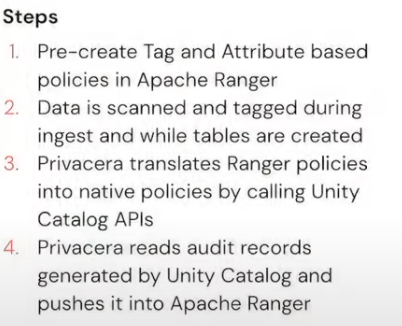 Steps
1. Pre-create Tag and Attribute based
policies in Apache Ranger
2. Data is scanned and tagged during
ingest and while tables are created
3. Privacera translates Ranger policies
into native policies by calling Unity
Catalog APIs
4. Privacera reads audit records
generated by Unity Catalog and
pushes it into Apache Ranger